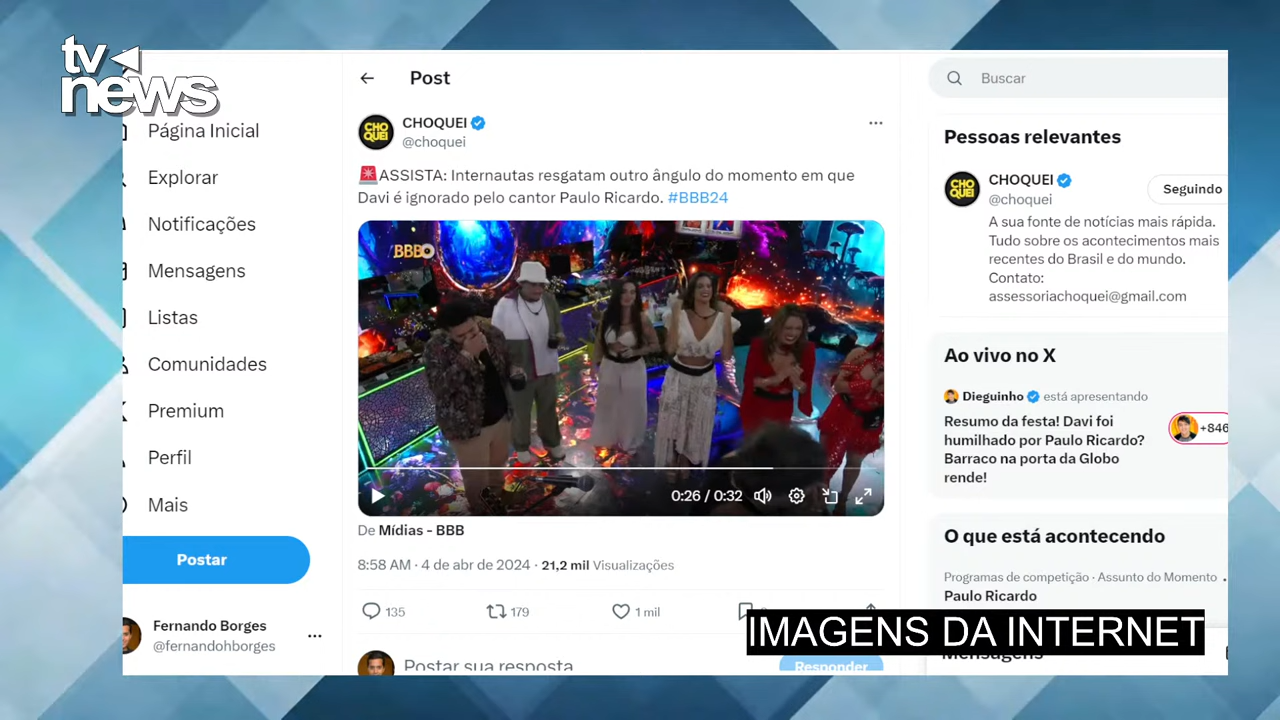 tv
news
Página Inicial
Explorar
Notificações
Mensagens
Listas
Comunidades
Premium
Perfil
Mais
Postar
Fernando Borges
@fernandohborges
Post
CHO
QUEI
CHOQUEI
@choquei
ASSISTA: Internautas resgatam outro ângulo do momento em que
Davi é ignorado pelo cantor Paulo Ricardo. #BBB24
BBB
0:26 / 0:32
De Mídias - BBB
8:58 AM · 4 de abr de 2024 · 21,2 mil Visualizações
135
179
1 mil
Postar sua resposta
Responder
Buscar
Pessoas relevantes
CHO
QUEI
CHOQUEI
@choquei
Seguindo
A sua fonte de notícias mais rápida.
Tudo sobre os acontecimentos mais
recentes do Brasil e do mundo.
Contato:
assessoriachoquei@gmail.com
Ao vivo no X
Dieguinho está apresentando
Resumo da festa! Davi foi
humilhado por Paulo Ricardo?
Barraco na porta da Globo
rende!
+846
O que está acontecendo
Programas de competição · Assunto do Momento
Paulo Ricardo
IMAGENS DA INTERNET
Mensagens